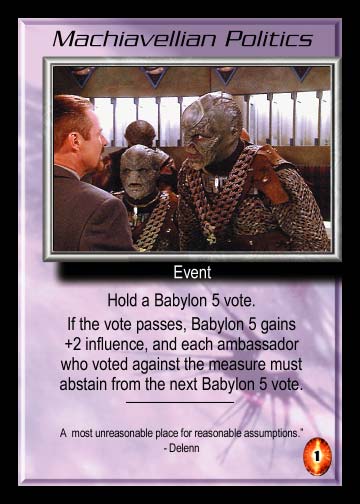 Machiavellian Politics
Event
Hold a Babylon 5 vote.
If the vote passes, Babylon 5 gains
+2 influence, and each ambassador
who voted against the measure must
abstain from the next Babylon 5 vote.
A  most unreasonable place for reasonable assumptions."
- Delenn
1